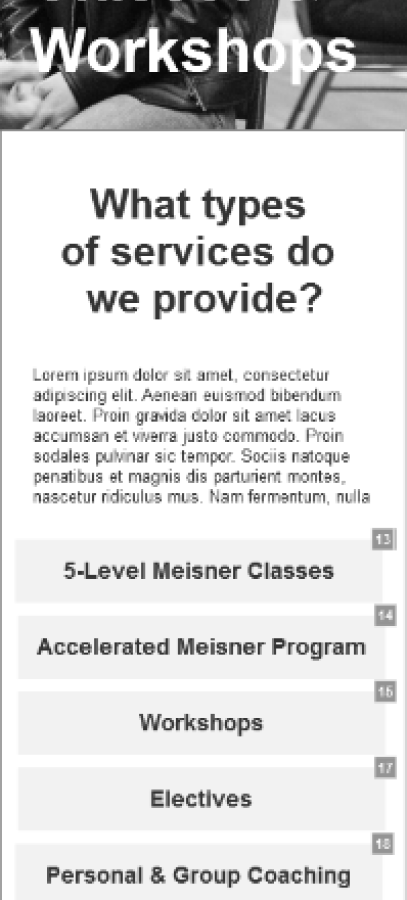 Workshops
What types
of services do
we provide?
Lorem ipsum dolor sit amet, consectetur
adipiscing elit. Aenean euismod bibendum
laoreet. Proin gravida dolor sit amet lacus
accumsan et viverra justo commodo. Proin
sodales pulvinar sic tempor. Sociis natoque
penatibus et magnis dis parturient montes,
nascetur ridiculus mus. Nam fermentum, nulla
13
5-Level Meisner Classes
14
Accelerated Meisner Program
15
Workshops
17
Electives
18
Personal & Group Coaching